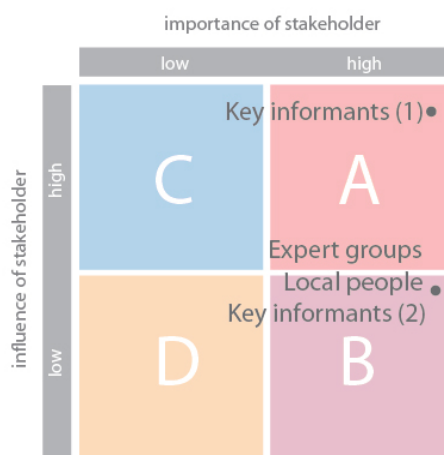 importance of stakeholder
low
high
influence of stakeholder
high
low
Key informants (1)
C
A
Expert groups
Local people
Key informants (2)
D
B